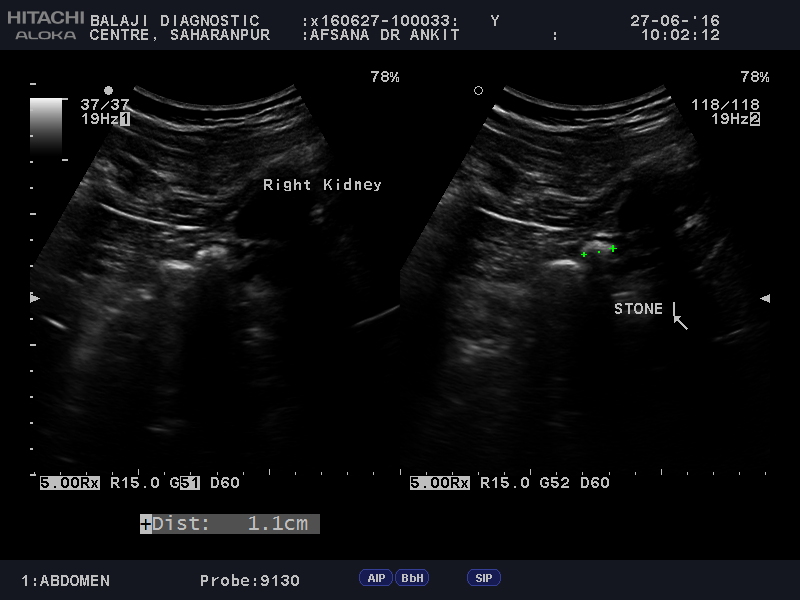 HITACHI
ALOKA
BALAJI DIAGNOSTIC :x160627-100033: Y 27-06-'16
CENTRE, SAHARANPUR :AFSANA DR ANKIT : 10:02:12
78%
78%
37/37
19Hz1
118/118
19Hz2
Right Kidney
STONE
5.00Rx R15.0 G51 D60
5.00Rx R15.0 G52 D60
+Dist: 1.1cm
1:ABDOMEN Probe:9130 AIP BbH SIP